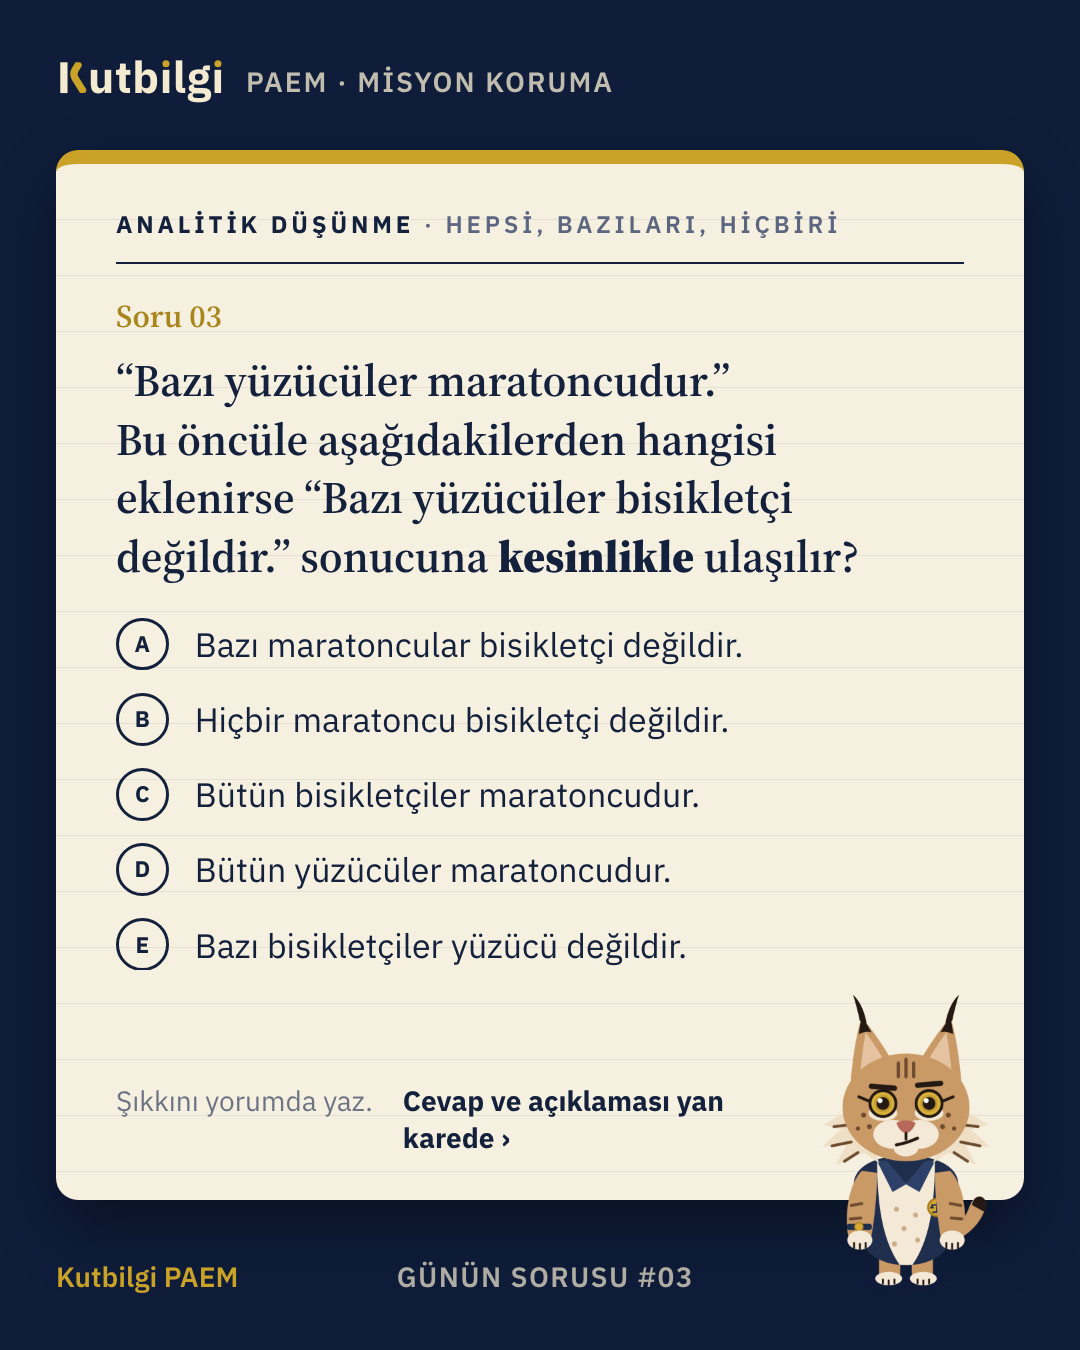 Kutbilgi PAEM · MİSYON KORUMA
ANALİTİK DÜŞÜNME · HEPSİ, BAZILARI, HİÇBİRİ
Soru 03
“Bazı yüzücüler maratoncudur.”
Bu öncüle aşağıdakilerden hangisi
eklenirse “Bazı yüzücüler bisikletçi
değildir.” sonucuna kesinlikle ulaşılır?
A Bazı maratoncular bisikletçi değildir.
B Hiçbir maratoncu bisikletçi değildir.
C Bütün bisikletçiler maratoncudur.
D Bütün yüzücüler maratoncudur.
E Bazı bisikletçiler yüzücü değildir.
Şıkkını yorumda yaz. Cevap ve açıklaması yan
karede ›
Kutbilgi PAEM GÜNÜN SORUSU #03